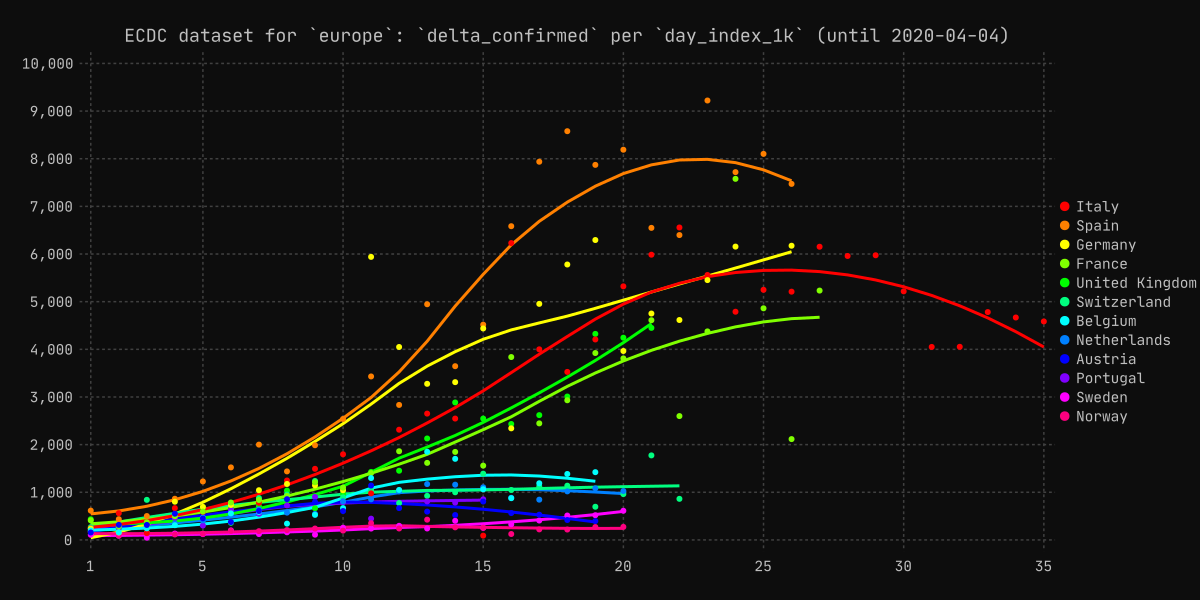 ECDC dataset for `europe`: `delta_confirmed` per `day_index_1k` (until 2020-04-04)
10,000
9,000
8,000
7,000
6,000
5,000
4,000
3,000
2,000
1,000
0
1 5 10 15 20 25 30 35
Italy
Spain
Germany
France
United Kingdom
Switzerland
Belgium
Netherlands
Austria
Portugal
Sweden
Norway